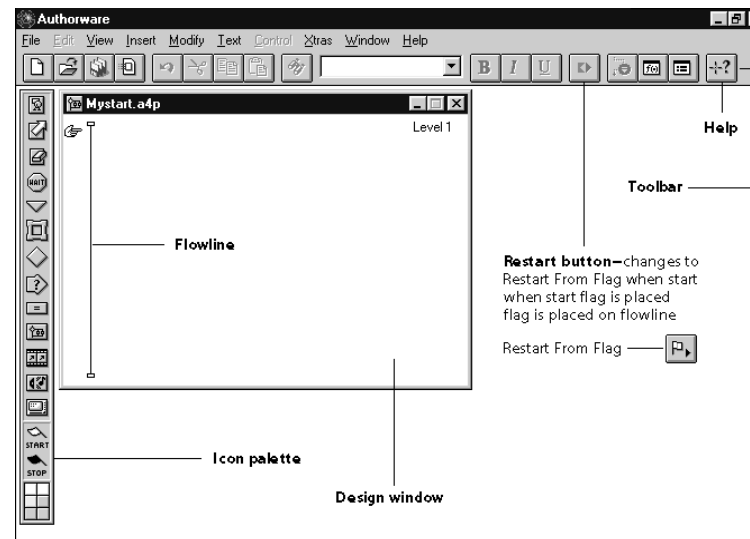 Authorware
File Edit View Insert Modify Text Control Xtras Window Help
B I U
Mystart.a4p
Level 1
Help
WAIT
Toolbar
Flowline
Restart button—changes to
Restart From Flag when start
when start flag is placed
flag is placed on flowline
Restart From Flag
START
STOP
Icon palette
Design window